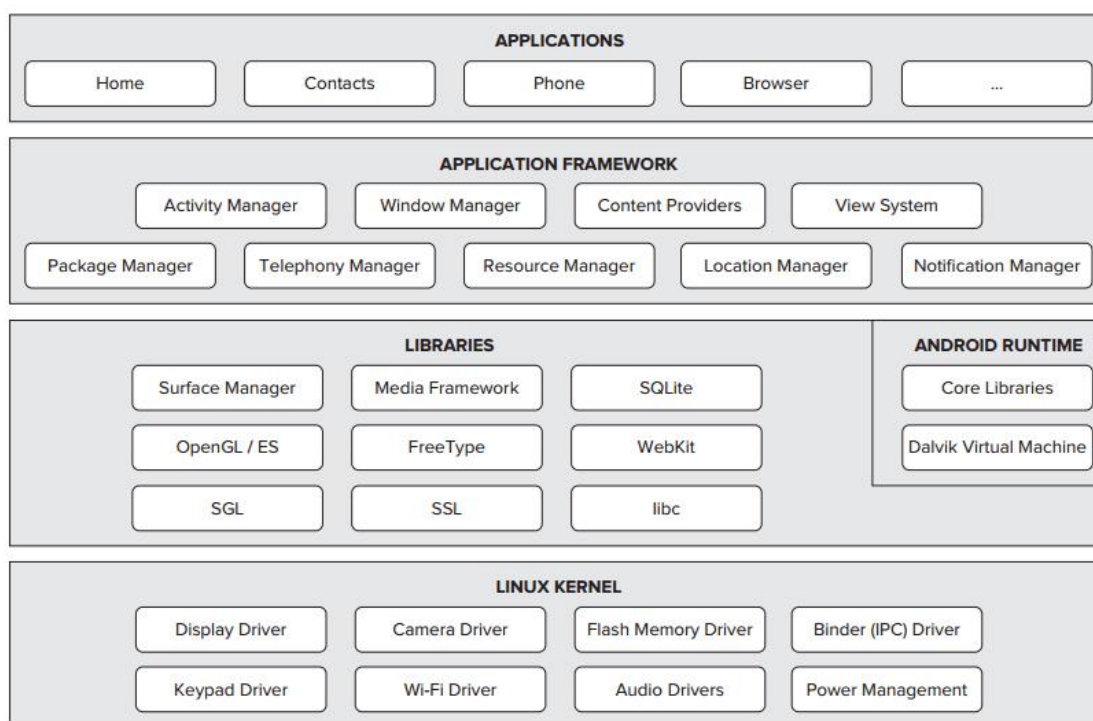 APPLICATIONS
Home Contacts Phone Browser ...
APPLICATION FRAMEWORK
Activity Manager Window Manager Content Providers View System
Package Manager Telephony Manager Resource Manager Location Manager Notification Manager
LIBRARIES ANDROID RUNTIME
Surface Manager Media Framework SQLite Core Libraries
OpenGL / ES FreeType WebKit Dalvik Virtual Machine
SGL SSL libc
LINUX KERNEL
Display Driver Camera Driver Flash Memory Driver Binder (IPC) Driver
Keypad Driver Wi-Fi Driver Audio Drivers Power Management